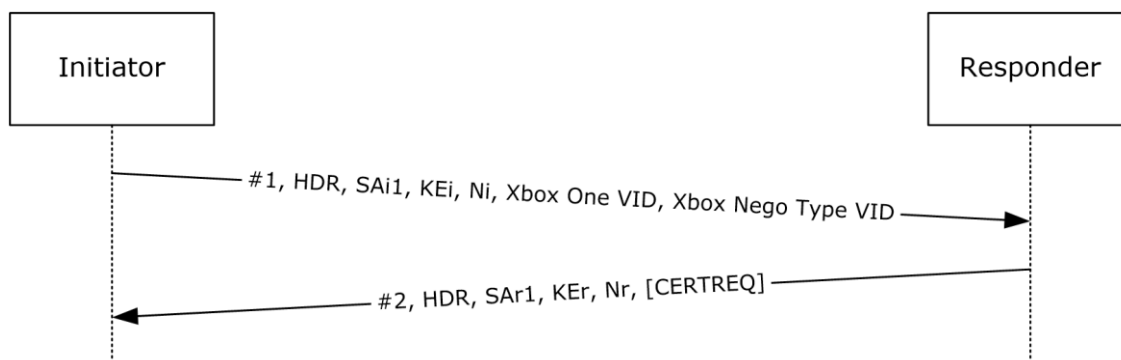 Initiator
Responder
#1, HDR, SAi1, KEi, Ni, Xbox One VID, Xbox Nego Type VID
#2, HDR, SAr1, KEr, Nr, [CERTREQ]